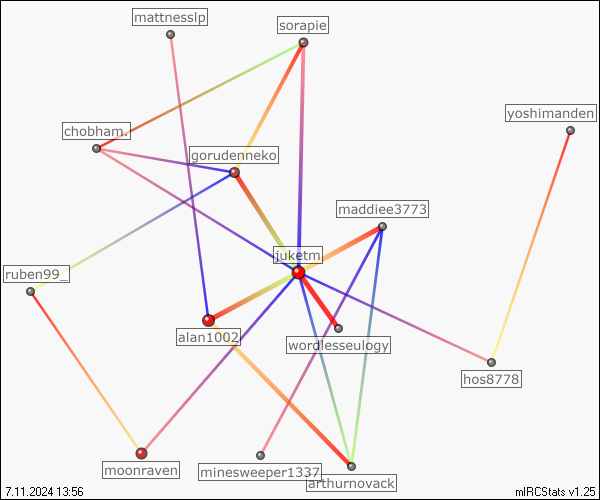 mattnesslp
sorapie
yoshimanden
chobham.
gorudenneko
maddiee3773
juketm
ruben99_
alan1002
wordlesseulogy
hos8778
moonraven
minesweeper1337
arthurnovack
7.11.2024 13:56
mIRCStats v1.25